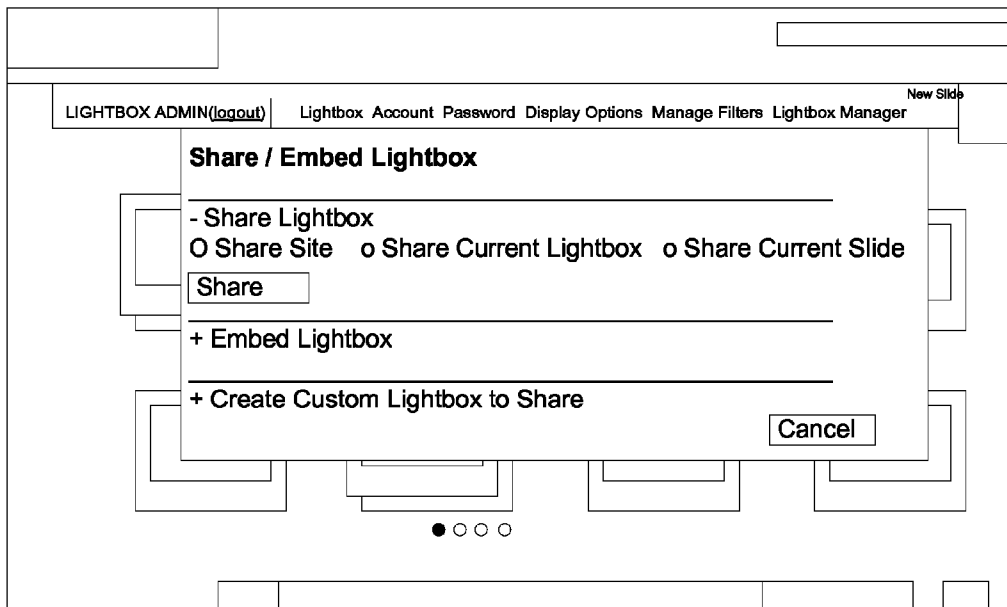 New Slide
LIGHTBOX ADMIN(logout) Lightbox Account Password Display Options Manage Filters Lightbox Manager
Share / Embed Lightbox
- Share Lightbox
O Share Site o Share Current Lightbox o Share Current Slide
Share
+ Embed Lightbox
+ Create Custom Lightbox to Share
Cancel